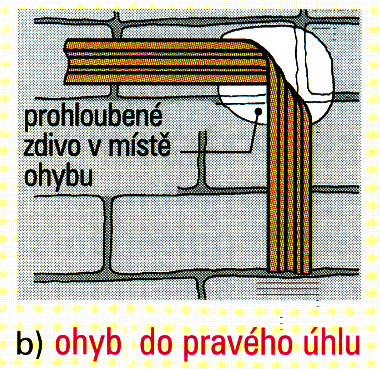 prohloubené
zdivo v místě
ohybu
b) ohyb do pravého úhlu